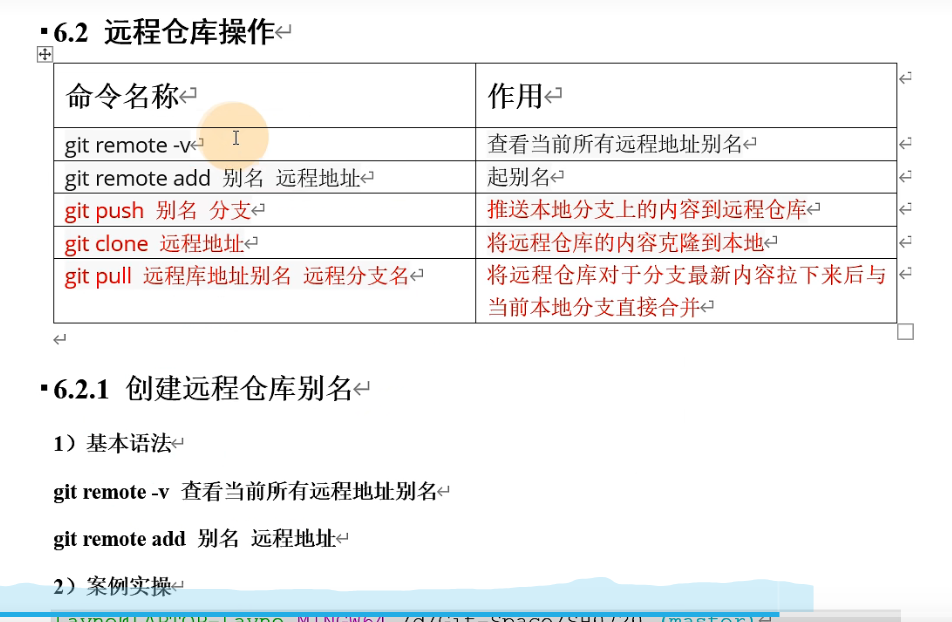 6.2 远程仓库操作
命令名称 作用
git remote -v 查看当前所有远程地址别名
git remote add 别名 远程地址 起别名
git push 别名 分支 推送本地分支上的内容到远程仓库
git clone 远程地址 将远程仓库的内容克隆到本地
git pull 远程库地址别名 远程分支名 将远程仓库对于分支最新内容拉下来后与
当前本地分支直接合并
6.2.1 创建远程仓库别名
1）基本语法
git remote -v 查看当前所有远程地址别名
git remote add 别名 远程地址
2）案例实操
Layne@LAPTOP-Layne MINGW64 /d/Git-Space/SH0720 (master)